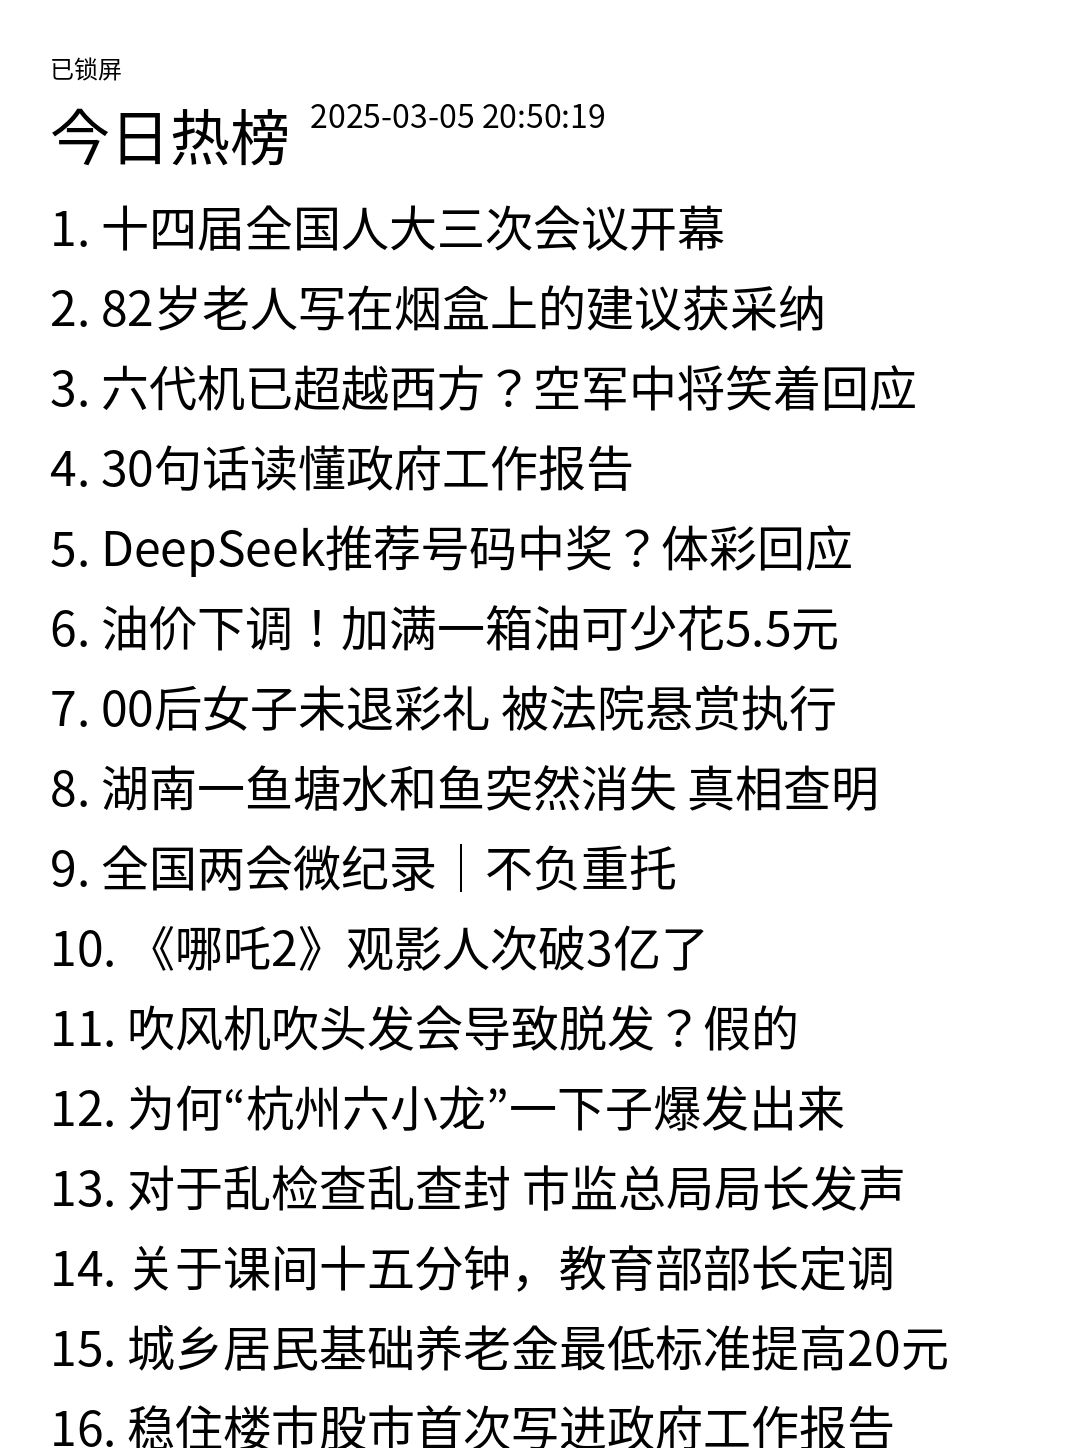 已锁屏
今日热榜 2025-03-05 20:50:19
1. 十四届全国人大三次会议开幕
2. 82岁老人写在烟盒上的建议获采纳
3. 六代机已超越西方？空军中将笑着回应
4. 30句话读懂政府工作报告
5. DeepSeek推荐号码中奖？体彩回应
6. 油价下调！加满一箱油可少花5.5元
7. 00后女子未退彩礼 被法院悬赏执行
8. 湖南一鱼塘水和鱼突然消失 真相查明
9. 全国两会微纪录｜不负重托
10. 《哪吒2》观影人次破3亿了
11. 吹风机吹头发会导致脱发？假的
12. 为何“杭州六小龙”一下子爆发出来
13. 对于乱检查乱查封 市监总局局长发声
14. 关于课间十五分钟，教育部部长定调
15. 城乡居民基础养老金最低标准提高20元
16. 稳住楼市股市首次写进政府工作报告